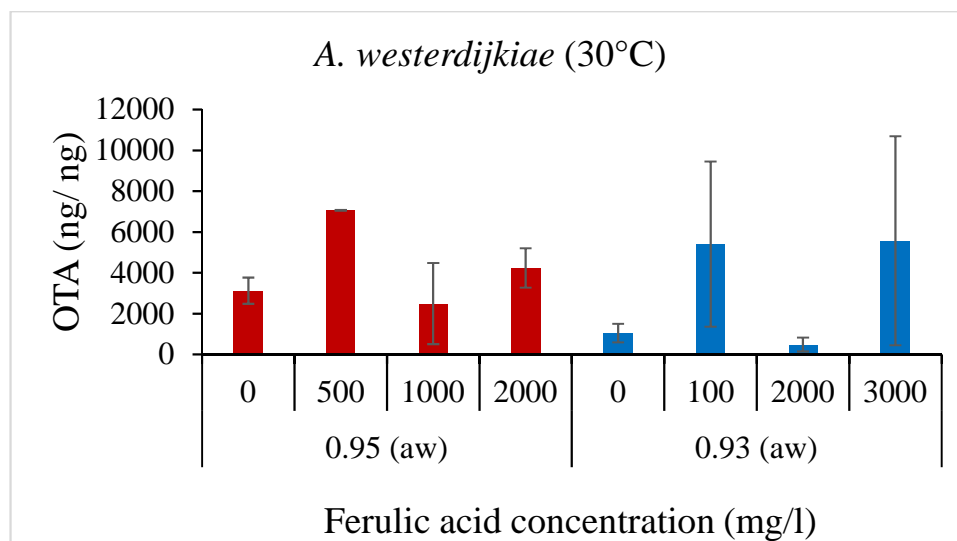 A. westerdijkiae (30°C)
OTA (ng/ ng)
12000
10000
8000
6000
4000
2000
0
0 500 1000 2000 0 100 2000 3000
0.95 (aw) 0.93 (aw)
Ferulic acid concentration (mg/l)